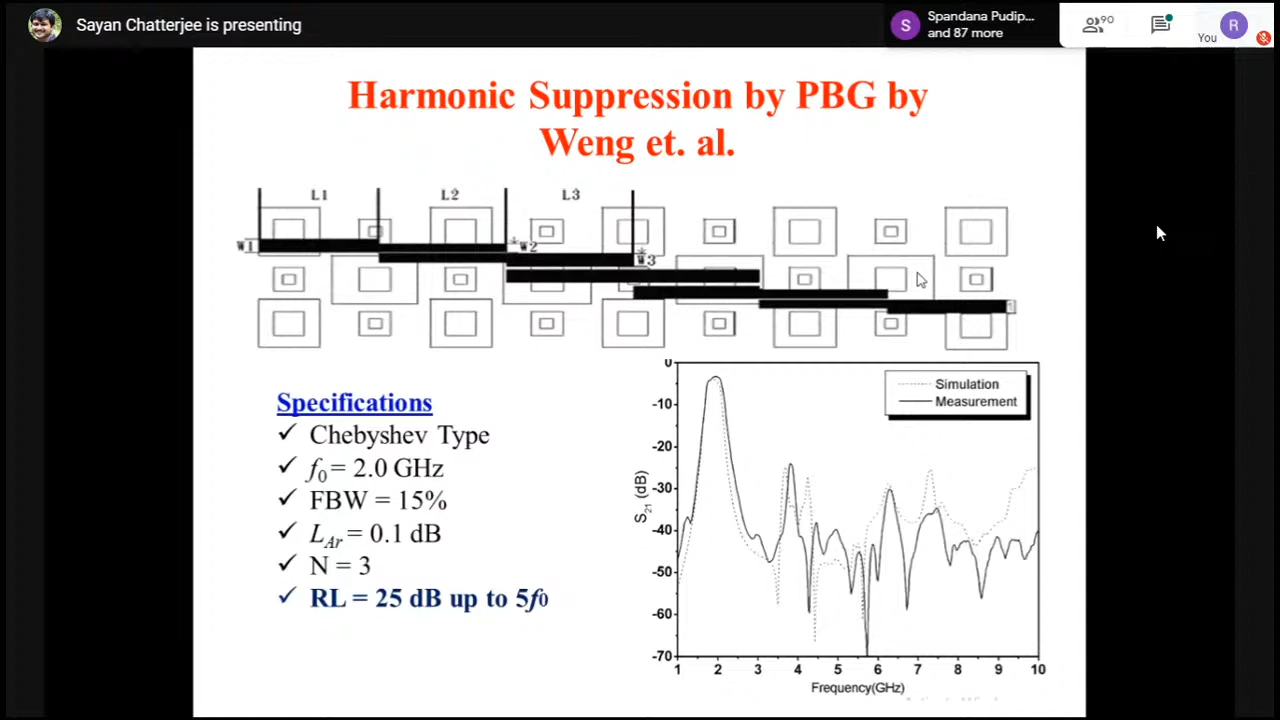 Sayan Chatterjee is presenting
S
Spandana Pudip...
and 87 more
90
You
R
Harmonic Suppression by PBG by
Weng et. al.
L1 L2 L3
W1
*W2
*W3
Specifications
✓ Chebyshev Type
✓ f0 = 2.0 GHz
✓ FBW = 15%
✓ LAr = 0.1 dB
✓ N = 3
✓ RL = 25 dB up to 5f0
Simulation
Measurement
0
-10
-20
-30
-40
-50
-60
-70
S21 (dB)
1 2 3 4 5 6 7 8 9 10
Frequency(GHz)